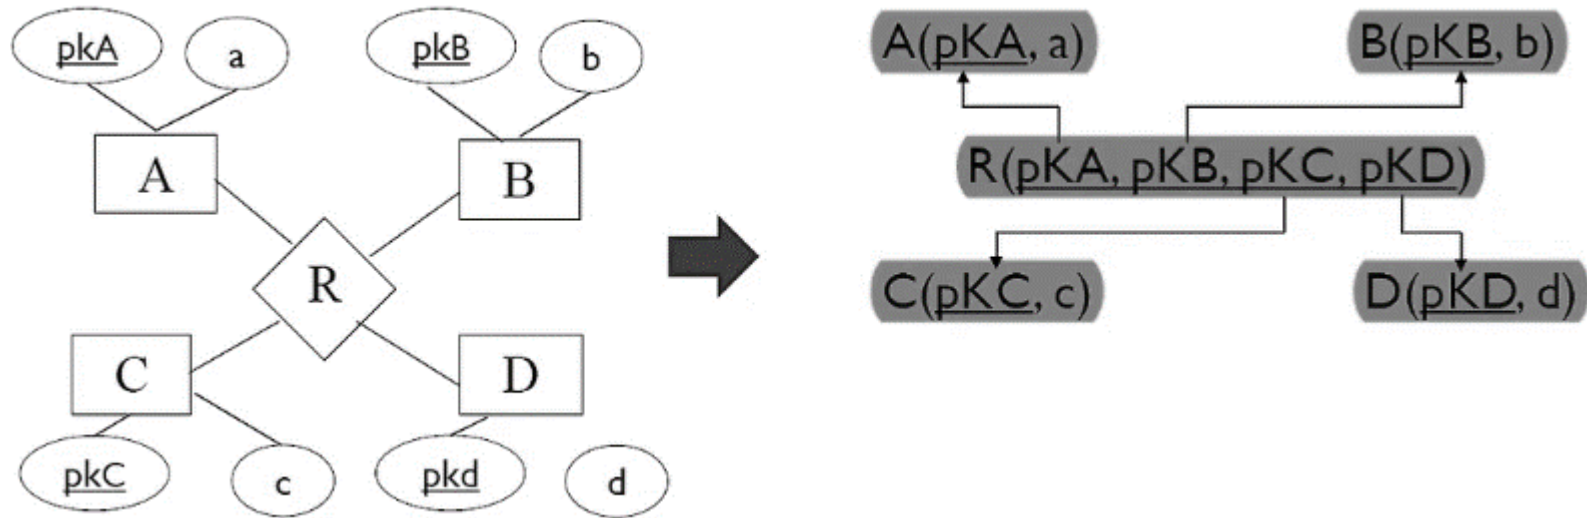 pkA a pkB b
A B
R
C D
pkC c pkd d
A(pKA, a) B(pKB, b)
R(pKA, pKB, pKC, pKD)
C(pKC, c) D(pKD, d)